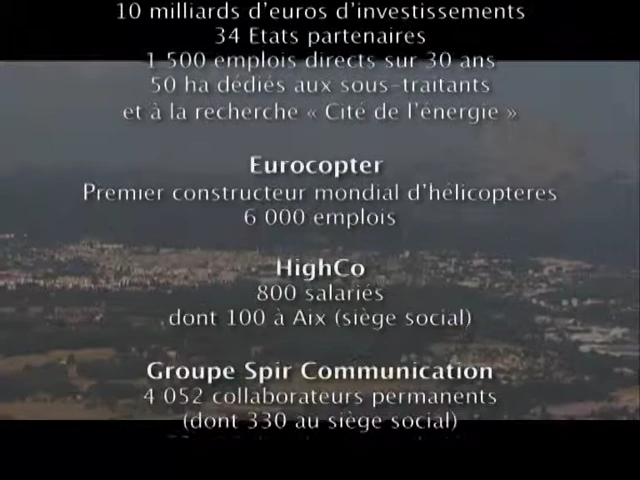 10 milliards d'euros d'investissements
34 Etats partenaires
1 500 emplois directs sur 30 ans
50 ha dédiés aux sous-traitants
et à la recherche « Cité de l'énergie »
Eurocopter
Premier constructeur mondial d'hélicopteres
6 000 emplois
HighCo
800 salariés
dont 100 à Aix (siège social)
Groupe Spir Communication
4 052 collaborateurs permanents
(dont 330 au siège social)